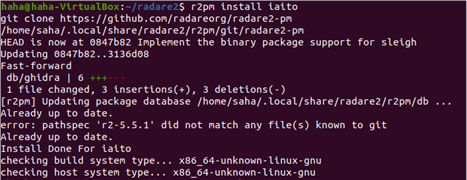 haha@haha-VirtualBox:~/radare2$ r2pm install iaito
git clone https://github.com/radareorg/radare2-pm
/home/saha/.local/share/radare2/r2pm/git/radare2-pm
HEAD is now at 0847b82 Implement the binary package support for sleigh
Updating 0847b82..3136d08
Fast-forward
 db/ghidra | 6 +++---
 1 file changed, 3 insertions(+), 3 deletions(-)
[r2pm] Updating package database /home/saha/.local/share/radare2/r2pm/db ...
Already up to date.
error: pathspec 'r2-5.5.1' did not match any file(s) known to git
Already up to date.
Install Done For iaito
checking build system type... x86_64-unknown-linux-gnu
checking host system type... x86_64-unknown-linux-gnu